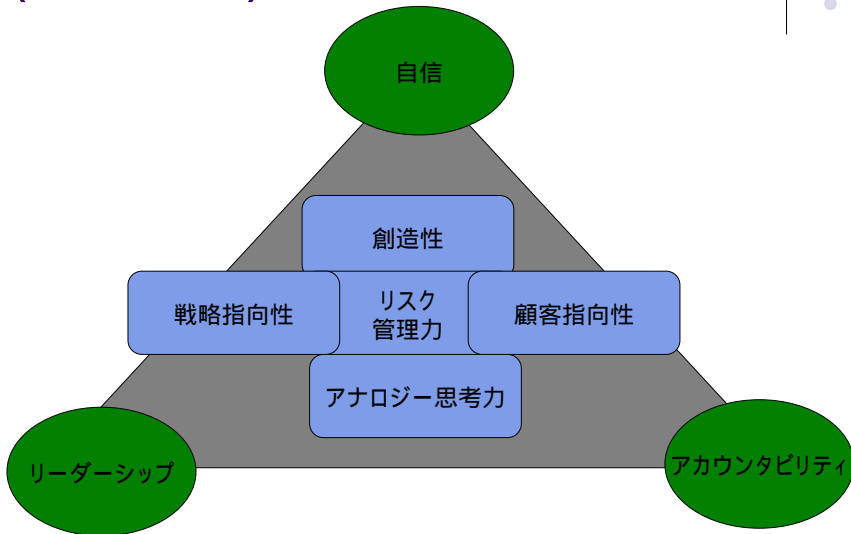 自信
創造性
戦略指向性
リスク
管理力
顧客指向性
アナロジー思考力
リーダーシップ
アカウンタビリティ